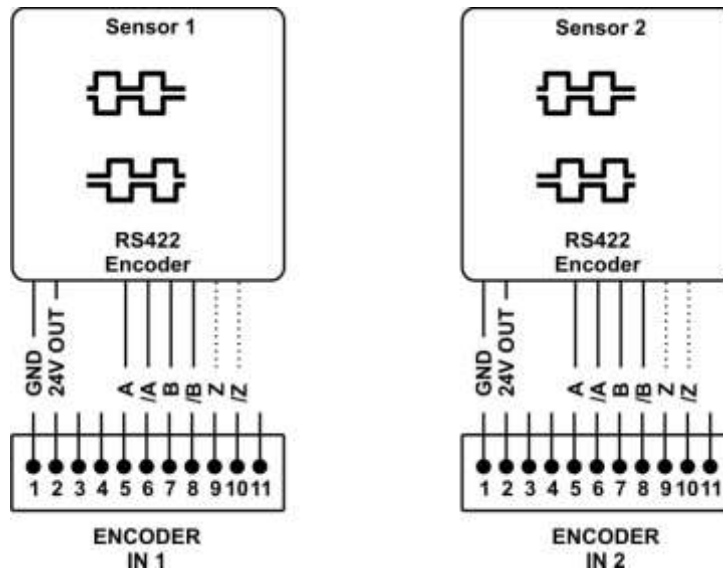 Sensor 1
RS422
Encoder
GND
24V OUT
A
/A
B
/B
Z
/Z
1 2 3 4 5 6 7 8 9 10 11
ENCODER
IN 1
Sensor 2
RS422
Encoder
GND
24V OUT
A
/A
B
/B
Z
/Z
1 2 3 4 5 6 7 8 9 10 11
ENCODER
IN 2